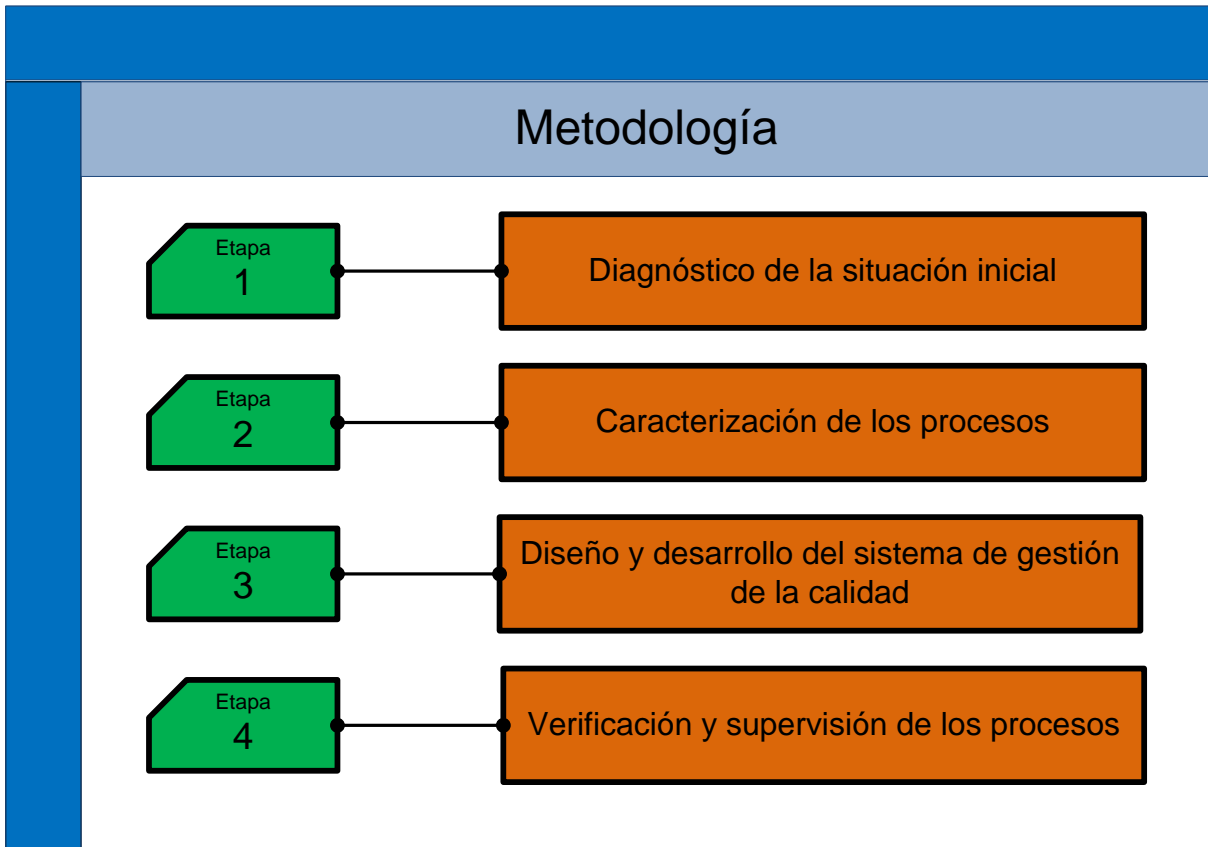 Metodología
Etapa
1
Diagnóstico de la situación inicial
Etapa
2
Caracterización de los procesos
Etapa
3
Diseño y desarrollo del sistema de gestión
de la calidad
Etapa
4
Verificación y supervisión de los procesos